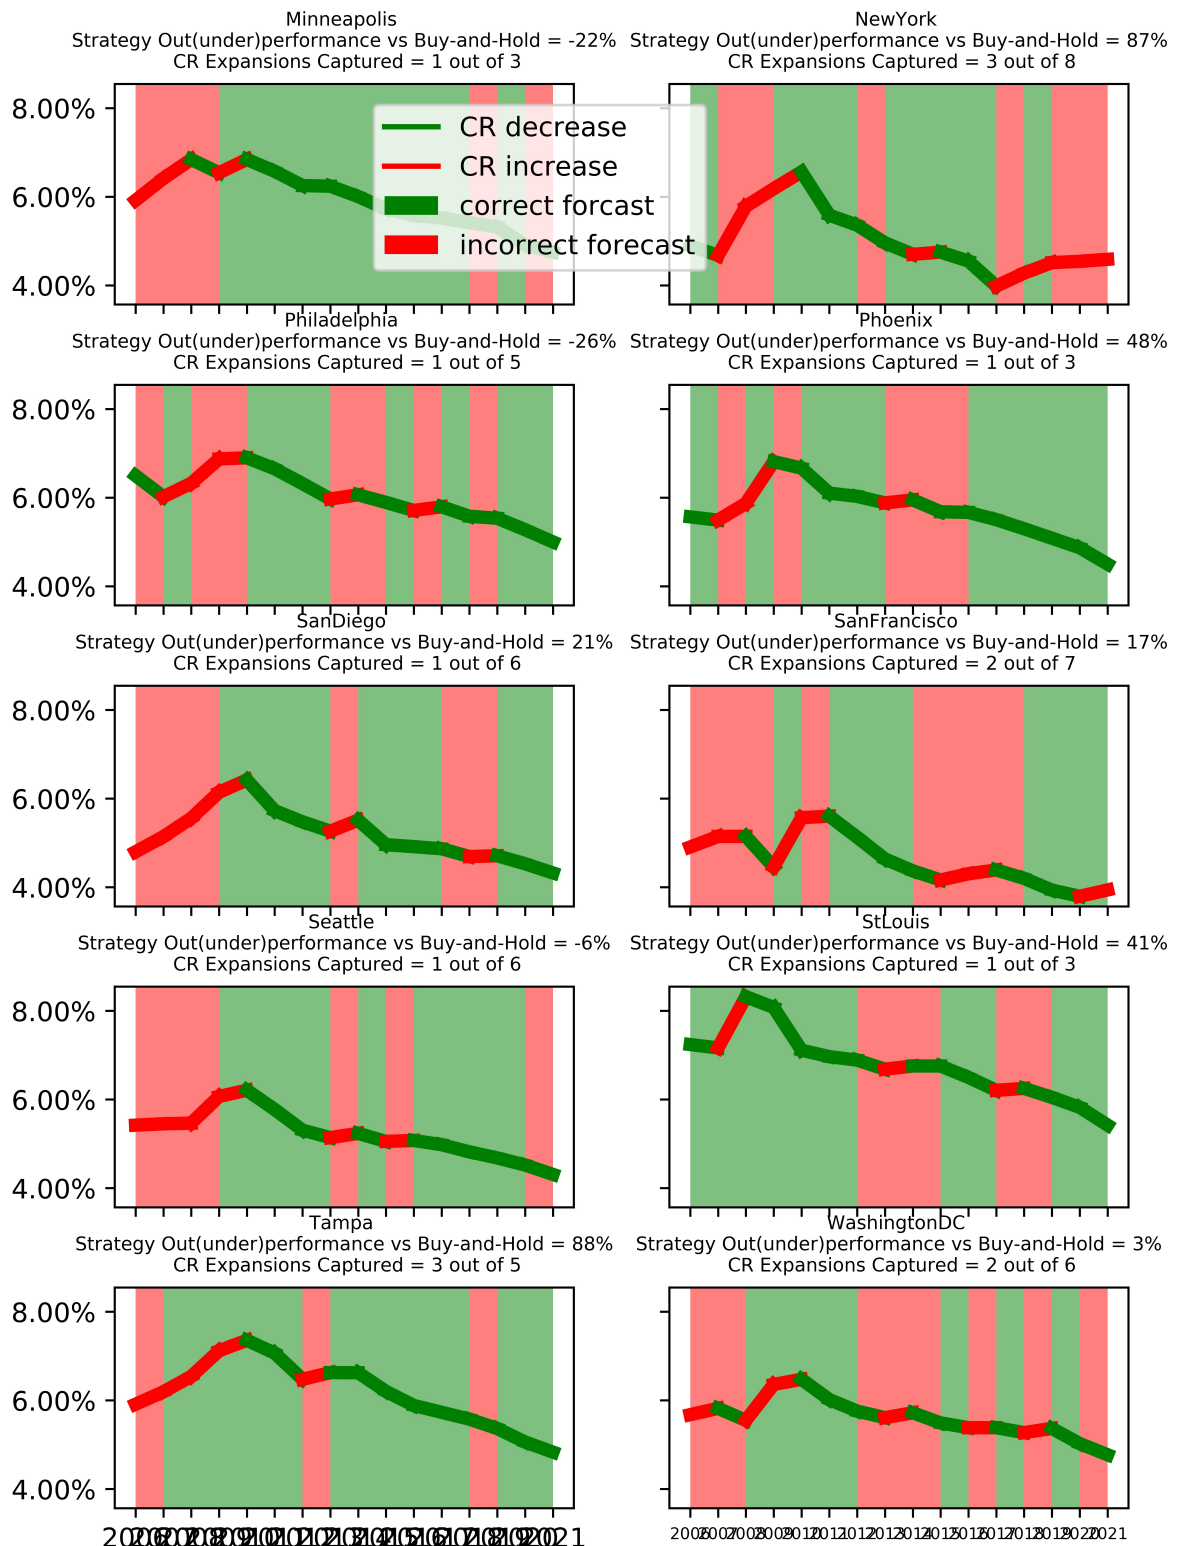 Minneapolis
Strategy Out(under)performance vs Buy-and-Hold = -22%
CR Expansions Captured = 1 out of 3
NewYork
Strategy Out(under)performance vs Buy-and-Hold = 87%
CR Expansions Captured = 3 out of 8
8.00%
6.00%
4.00%
CR decrease
CR increase
correct forcast
incorrect forecast
Philadelphia
Strategy Out(under)performance vs Buy-and-Hold = -26%
CR Expansions Captured = 1 out of 5
Phoenix
Strategy Out(under)performance vs Buy-and-Hold = 48%
CR Expansions Captured = 1 out of 3
8.00%
6.00%
4.00%
SanDiego
Strategy Out(under)performance vs Buy-and-Hold = 21%
CR Expansions Captured = 1 out of 6
SanFrancisco
Strategy Out(under)performance vs Buy-and-Hold = 17%
CR Expansions Captured = 2 out of 7
8.00%
6.00%
4.00%
Seattle
Strategy Out(under)performance vs Buy-and-Hold = -6%
CR Expansions Captured = 1 out of 6
StLouis
Strategy Out(under)performance vs Buy-and-Hold = 41%
CR Expansions Captured = 1 out of 3
8.00%
6.00%
4.00%
Tampa
Strategy Out(under)performance vs Buy-and-Hold = 88%
CR Expansions Captured = 3 out of 5
WashingtonDC
Strategy Out(under)performance vs Buy-and-Hold = 3%
CR Expansions Captured = 2 out of 6
8.00%
6.00%
4.00%
2006 2007 2008 2009 2010 2011 2012 2013 2014 2015 2016 2017 2018 2019 2020 2021